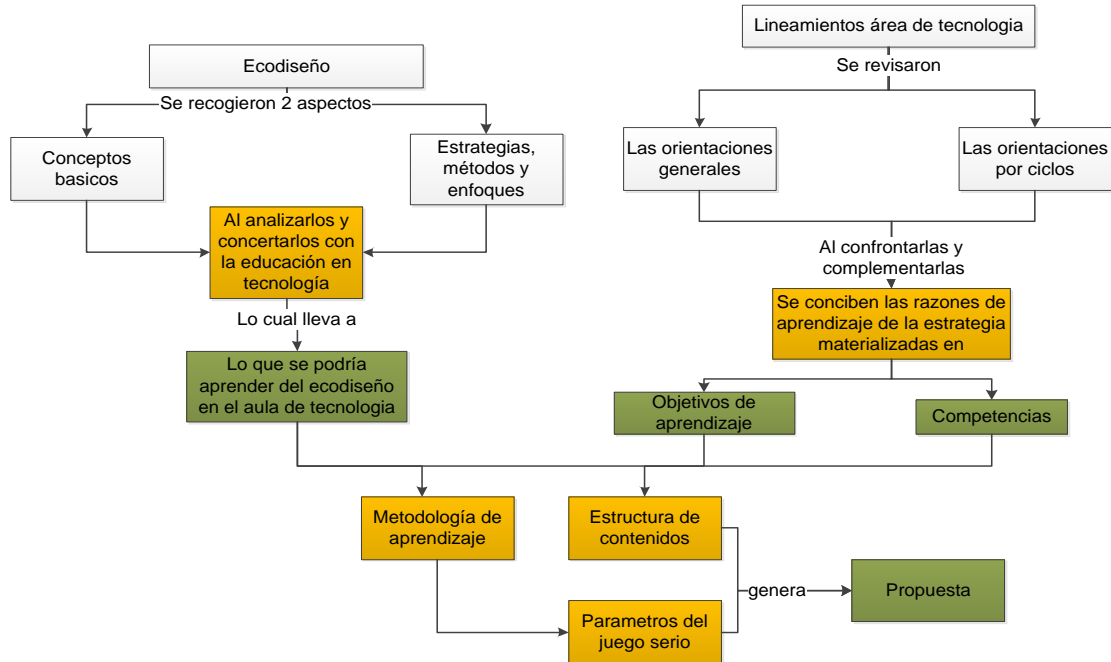 Lineamientos área de tecnologia
Se revisaron
Ecodiseño
Se recogieron 2 aspectos
Conceptos
basicos
Estrategias,
métodos y
enfoques
Las orientaciones
generales
Las orientaciones
por ciclos
Al analizarlos y
concertarlos con
la educación en
tecnología
Al confrontarlas y
complementarlas
Lo cual lleva a
Se conciben las razones de
aprendizaje de la estrategia
materializadas en
Lo que se podría
aprender del ecodiseño
en el aula de tecnologia
Objetivos de
aprendizaje
Competencias
Metodología de
aprendizaje
Estructura de
contenidos
genera
Propuesta
Parametros del
juego serio